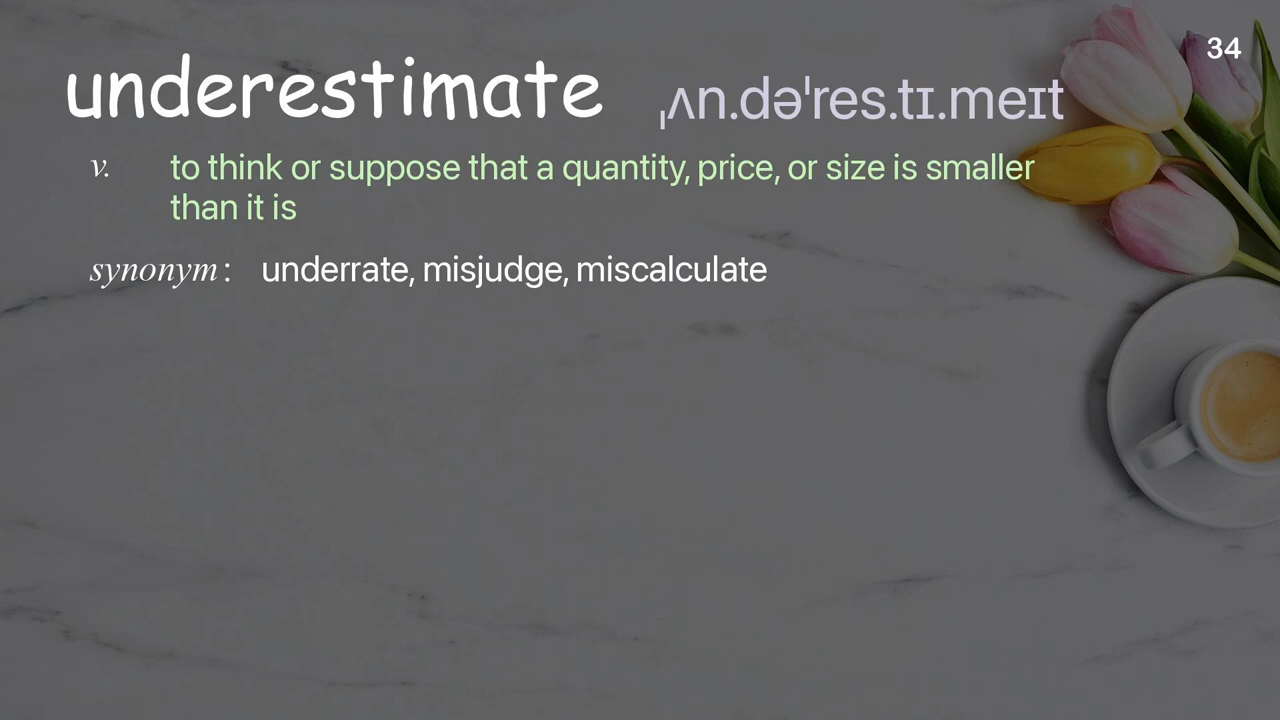 34
underestimate ˌʌn.dəˈres.tɪ.meɪt
v. to think or suppose that a quantity, price, or size is smaller
than it is
synonym : underrate, misjudge, miscalculate